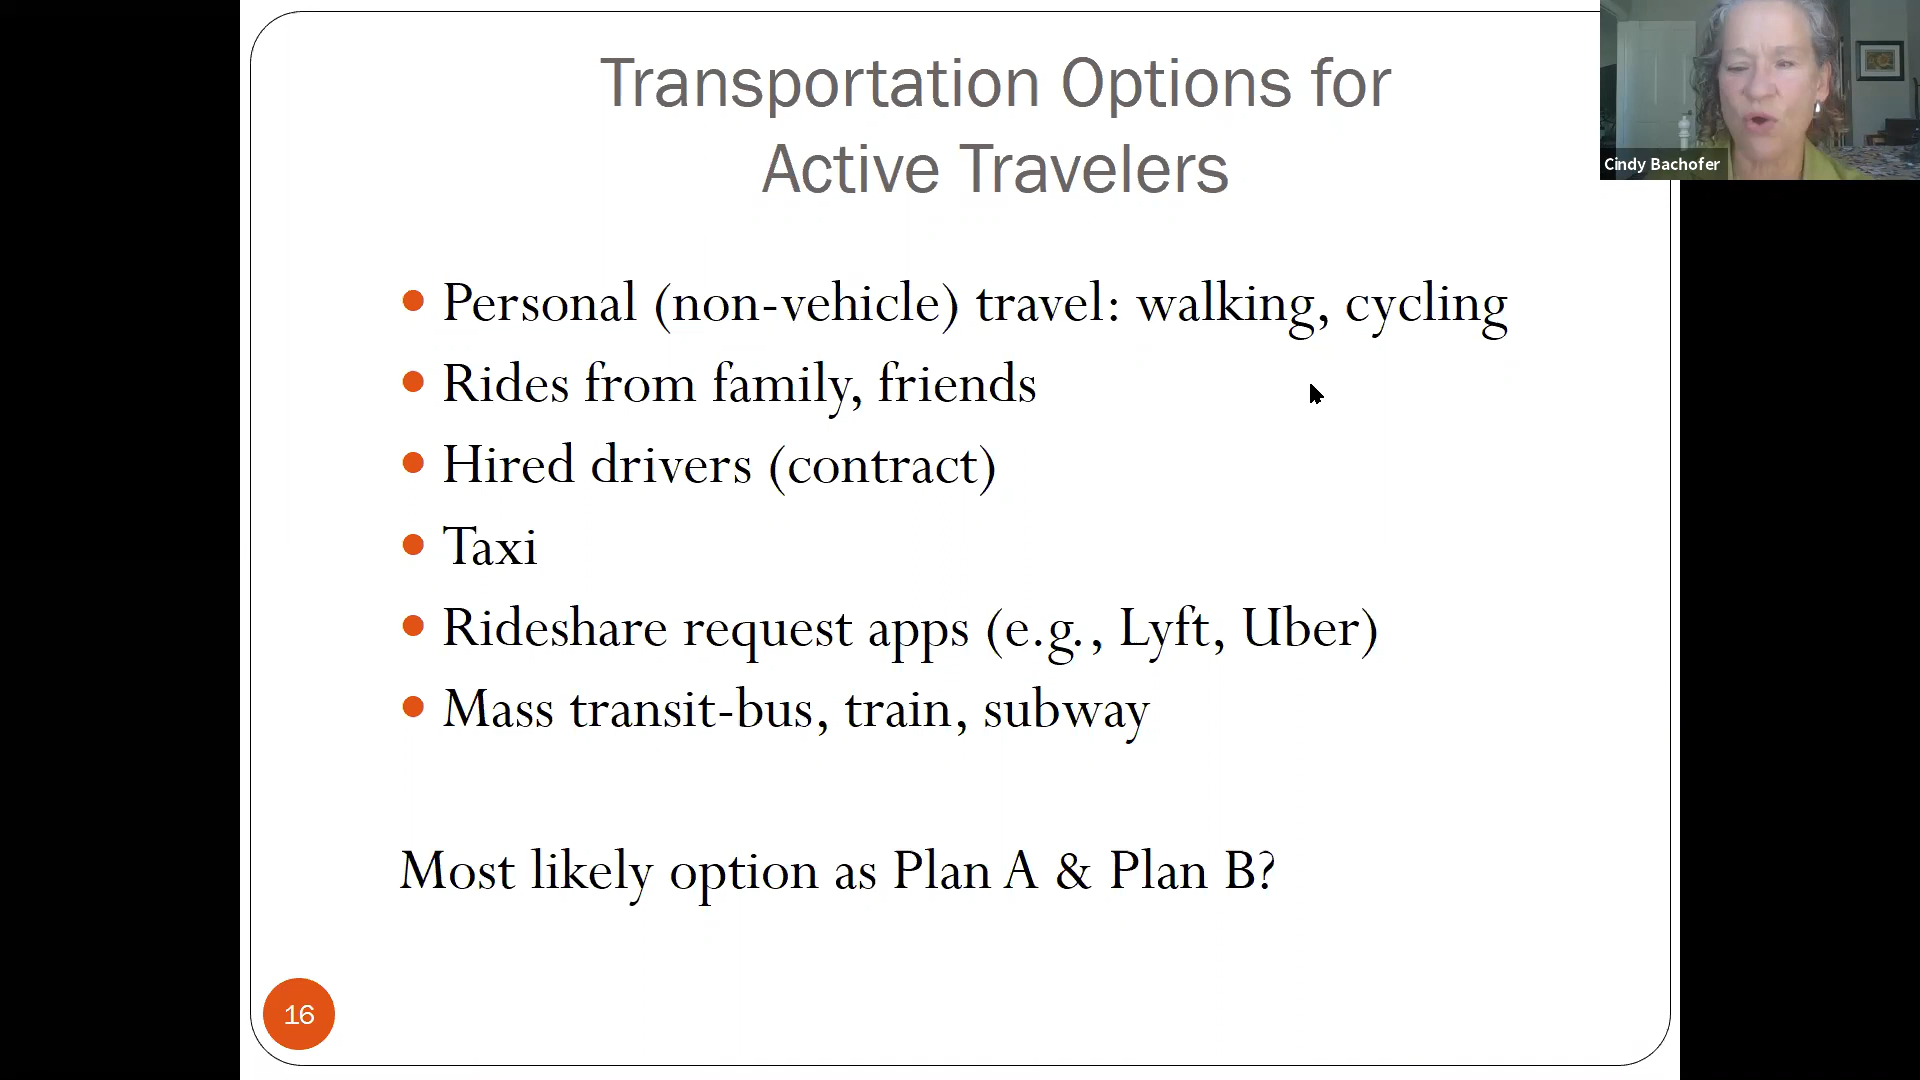 Transportation Options for
Active Travelers
Cindy Bachofer
Personal (non-vehicle) travel: walking, cycling
Rides from family, friends
Hired drivers (contract)
Taxi
Rideshare request apps (e.g., Lyft, Uber)
Mass transit-bus, train, subway
Most likely option as Plan A & Plan B?
16